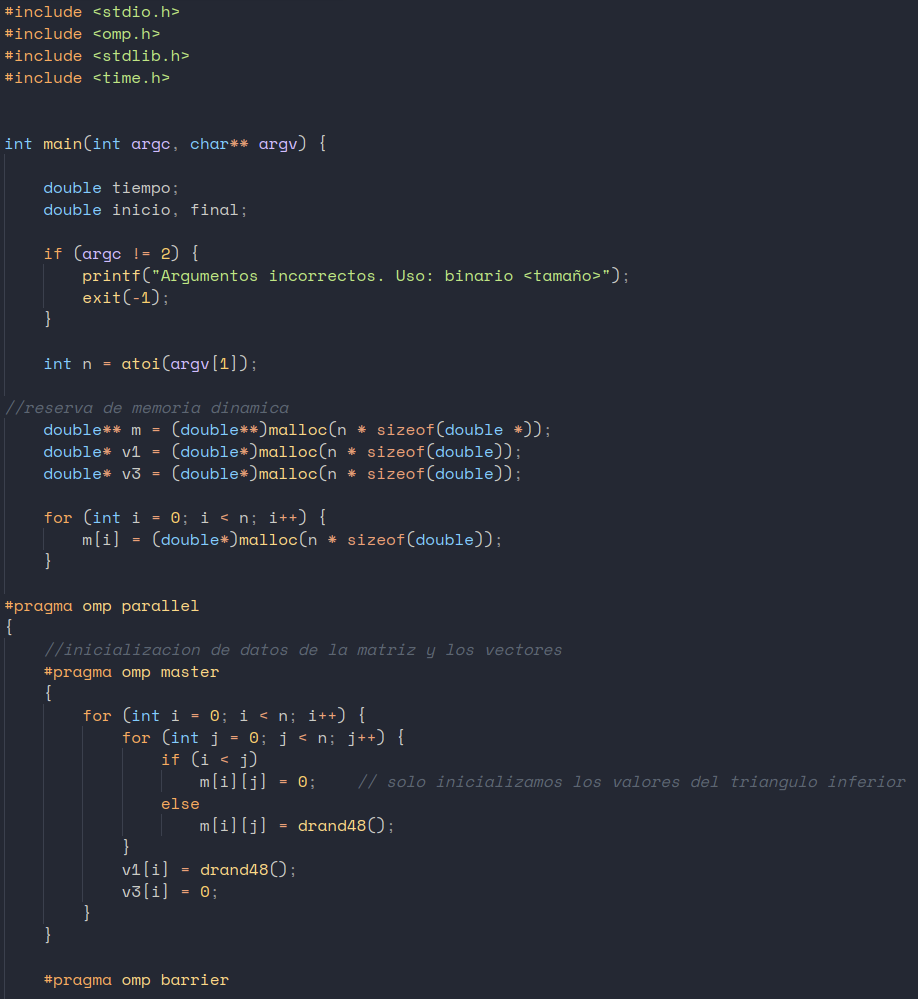 #include <stdio.h>
#include <omp.h>
#include <stdlib.h>
#include <time.h>
int main(int argc, char** argv) {
double tiempo;
double inicio, final;
if (argc != 2) {
printf("Argumentos incorrectos. Uso: binario <tamaño>");
exit(-1);
}
int n = atoi(argv[1]);
//reserva de memoria dinamica
double** m = (double**)malloc(n * sizeof(double *));
double* v1 = (double*)malloc(n * sizeof(double));
double* v3 = (double*)malloc(n * sizeof(double));
for (int i = 0; i < n; i++) {
m[i] = (double*)malloc(n * sizeof(double));
}
#pragma omp parallel
{
//inicializacion de datos de la matriz y los vectores
#pragma omp master
{
for (int i = 0; i < n; i++) {
for (int j = 0; j < n; j++) {
if (i < j)
m[i][j] = 0;    // solo inicializamos los valores del triangulo inferior
else
m[i][j] = drand48();
}
v1[i] = drand48();
v3[i] = 0;
}
}
#pragma omp barrier